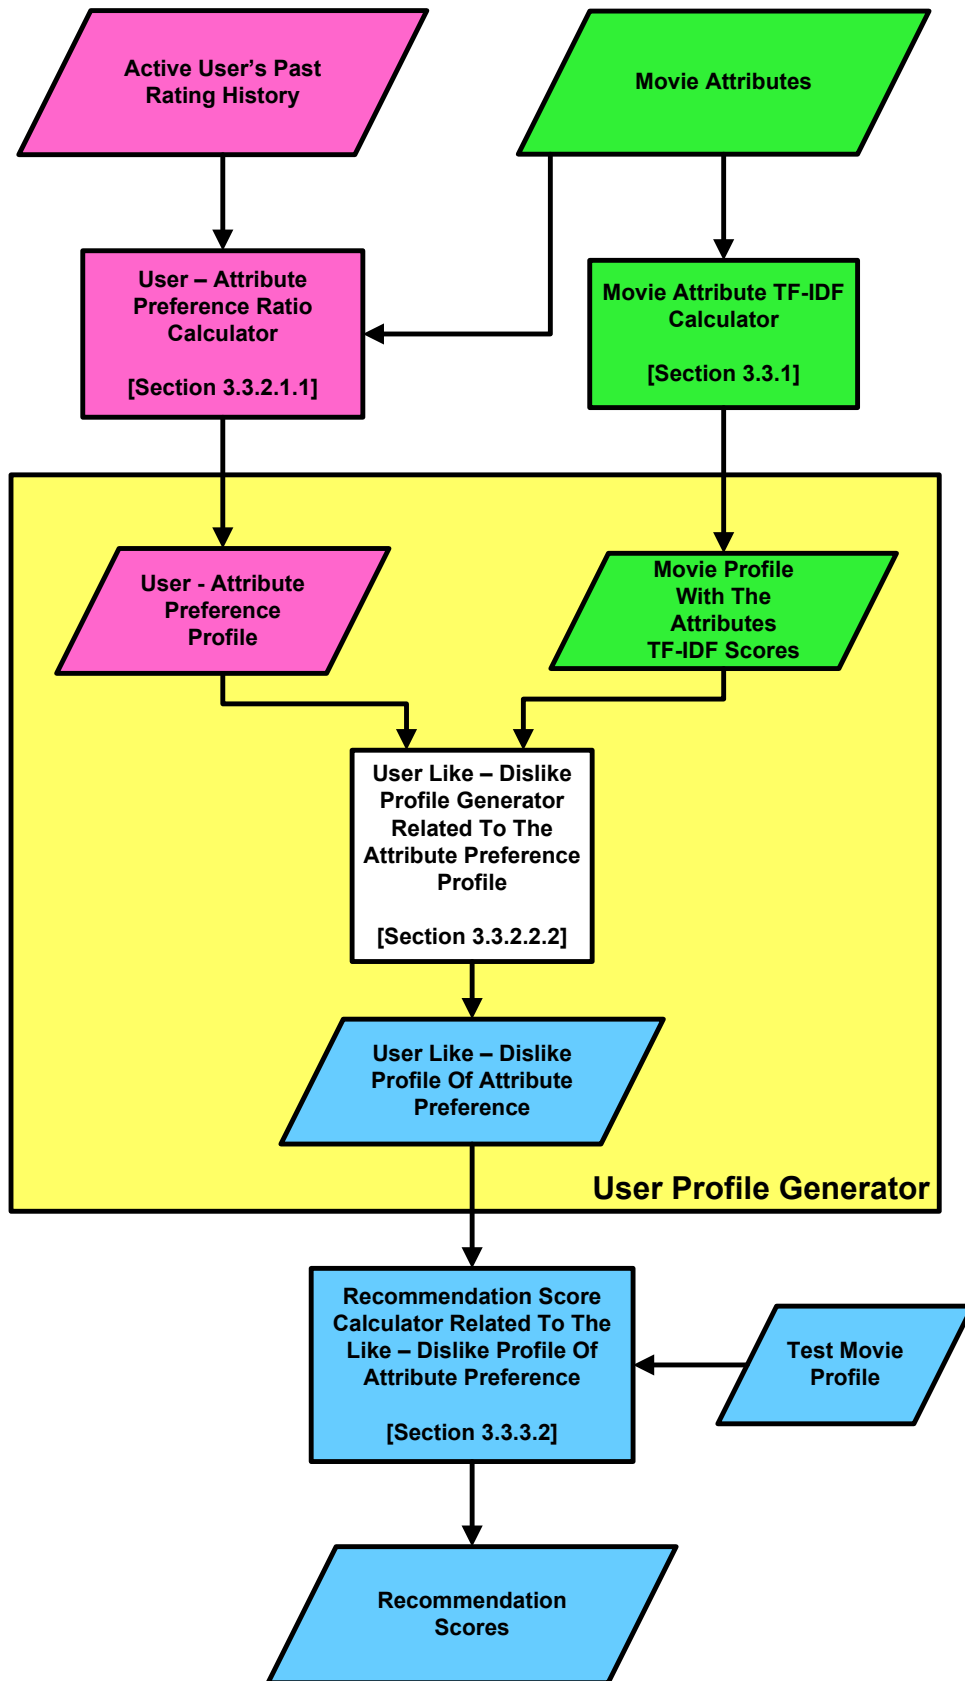 Active User’s Past
Rating History
Movie Attributes
User – Attribute
Preference Ratio
Calculator
[Section 3.3.2.1.1]
Movie Attribute TF-IDF
Calculator
[Section 3.3.1]
User - Attribute
Preference
Profile
Movie Profile
With The
Attributes
TF-IDF Scores
User Like – Dislike
Profile Generator
Related To The
Attribute Preference
Profile
[Section 3.3.2.2.2]
User Like – Dislike
Profile Of Attribute
Preference
User Profile Generator
Recommendation Score
Calculator Related To The
Like – Dislike Profile Of
Attribute Preference
[Section 3.3.3.2]
Test Movie
Profile
Recommendation
Scores